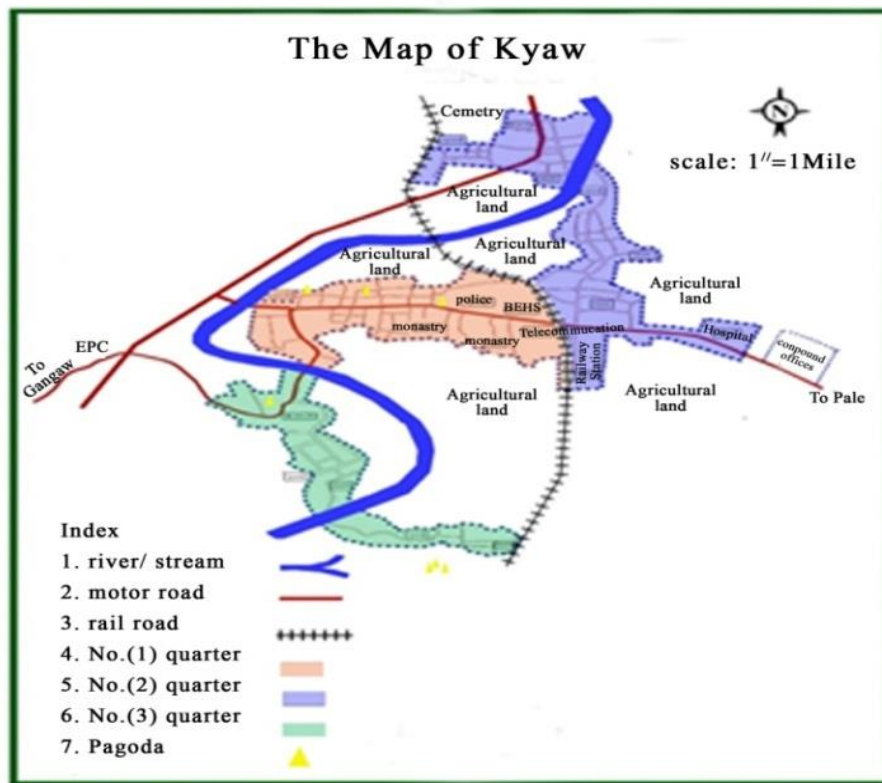 The Map of Kyaw
N
scale: 1"=1Mile
Cemetry
Agricultural
land
Agricultural
land
Agricultural
land
Agricultural
land
police
BEHS
monastry
monastry
Telecommucation
Hospital
conpound
offices
Railway
Station
To Pale
EPC
To
Gangaw
Agricultural
land
Agricultural
land
Index
1. river/ stream
2. motor road
3. rail road
4. No.(1) quarter
5. No.(2) quarter
6. No.(3) quarter
7. Pagoda